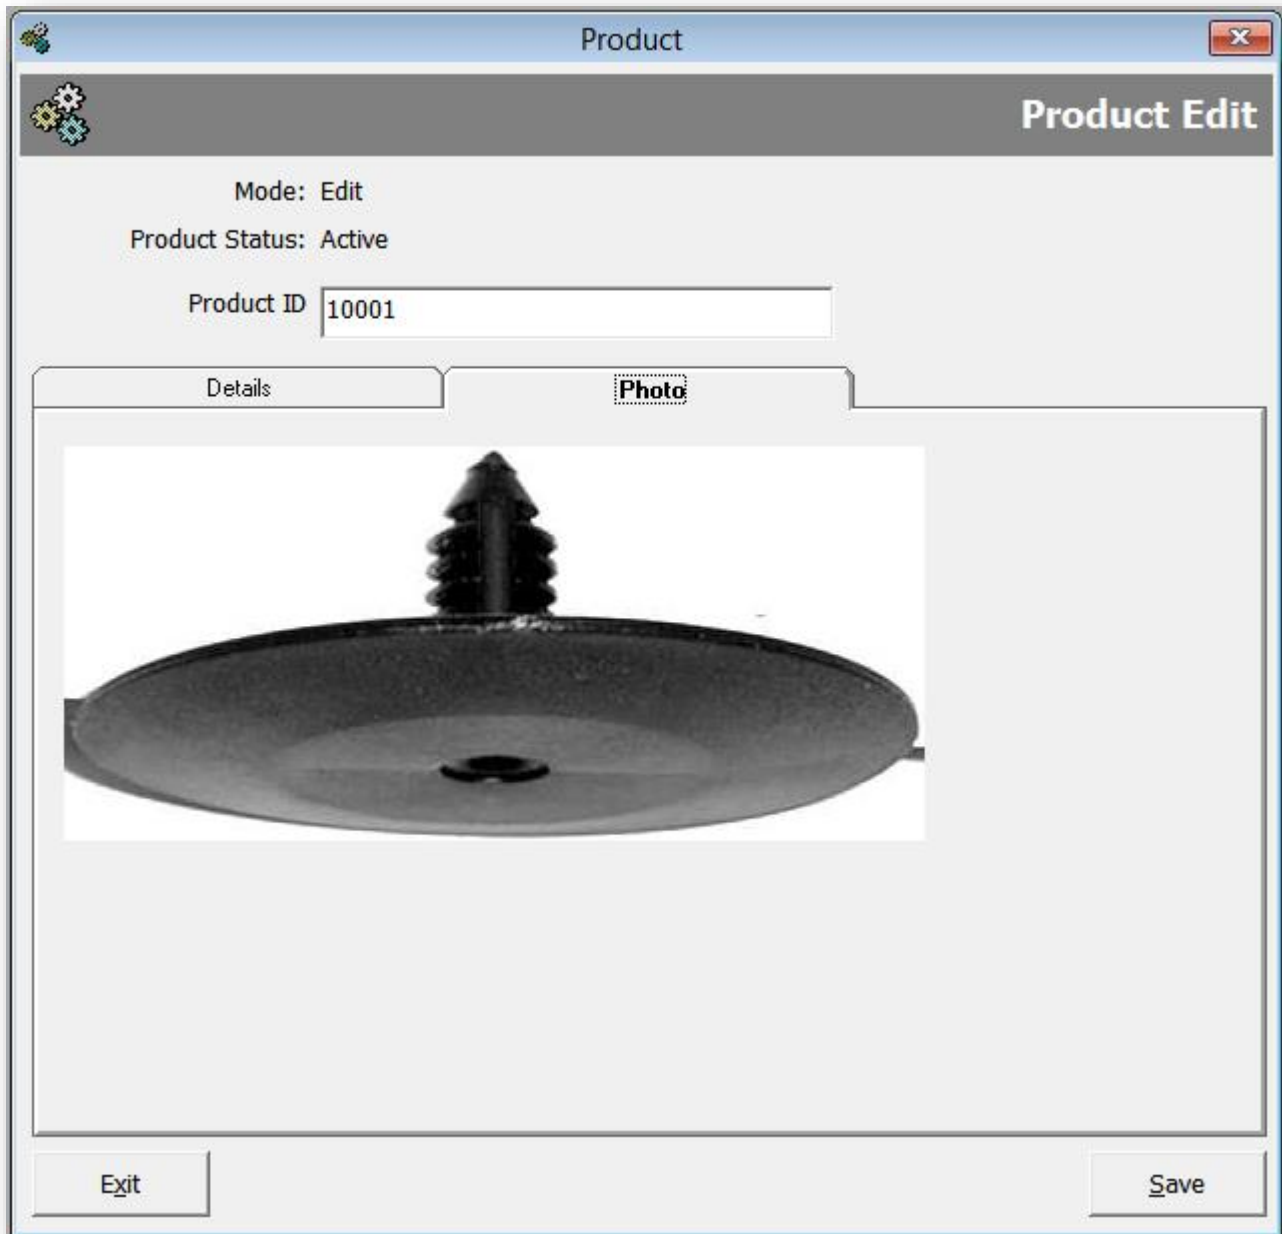 Product
Product Edit
Mode: Edit
Product Status: Active
Product ID 10001
Details Photo
Exit Save